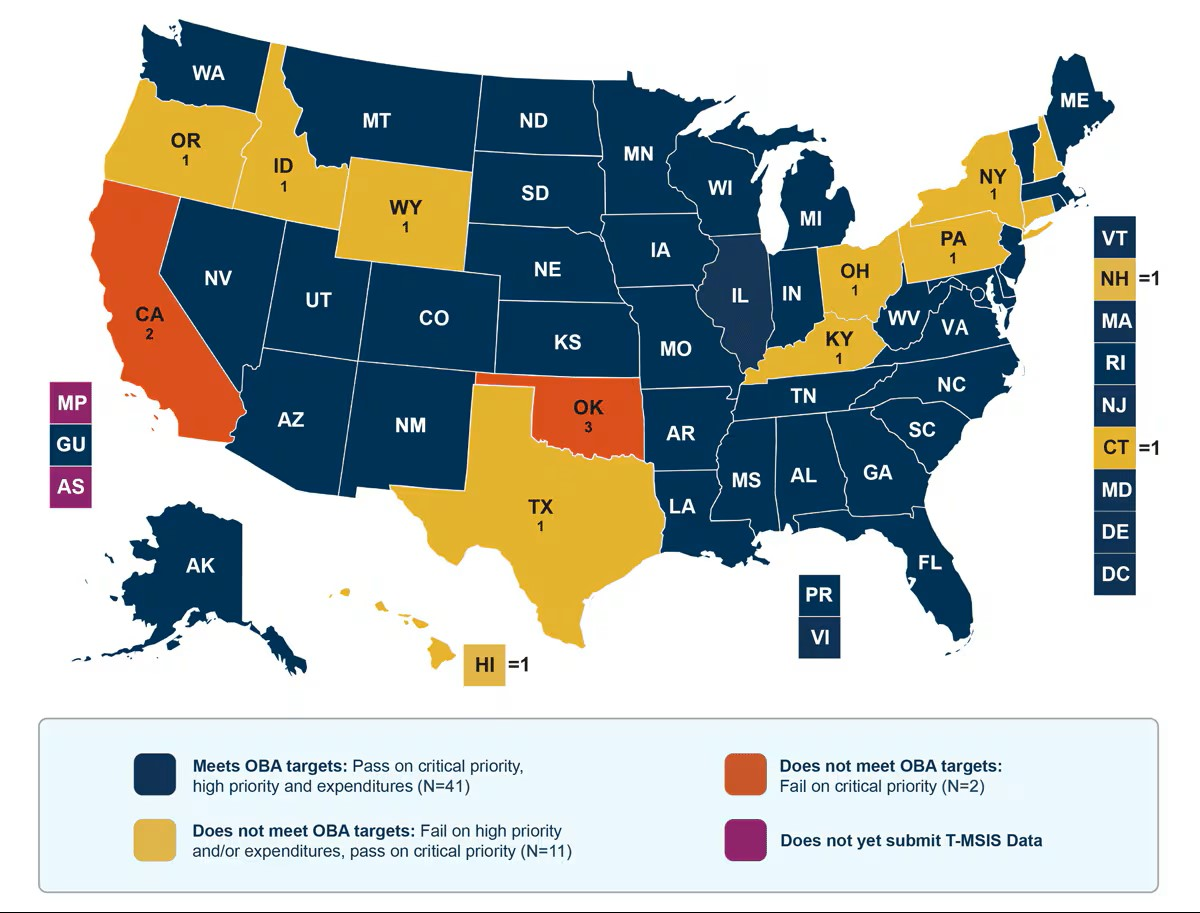 WA
ME
MT
ND
OR
1
MN
ID
1
NY
1
WI
SD
WY
1
MI
PA
1
VT
IA
NE
OH
1
NH =1
NV
IL
IN
UT
CO
CA
2
WV
VA
MA
KY
1
KS
MO
RI
TN
NC
MP
NJ
OK
3
AZ
NM
AR
SC
GU
CT =1
MS
AL
GA
AS
MD
TX
1
LA
DE
AK
FL
DC
PR
VI
HI =1
Meets OBA targets: Pass on critical priority,
high priority and expenditures (N=41)
Does not meet OBA targets: Fail on high priority
and/or expenditures, pass on critical priority (N=11)
Does not meet OBA targets:
Fail on critical priority (N=2)
Does not yet submit T-MSIS Data